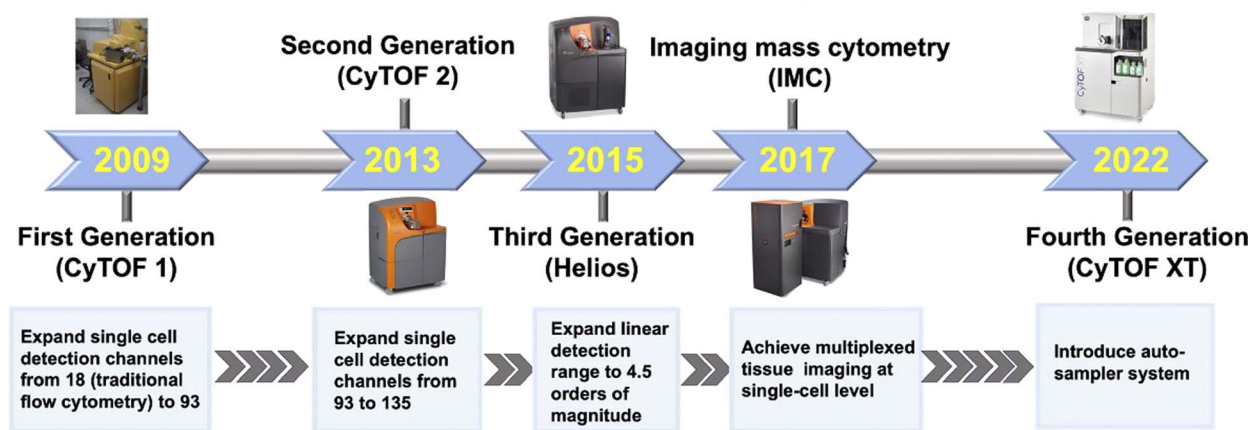 Second Generation
(CyTOF 2)
Imaging mass cytometry
(IMC)
CyTOF XT
2009
2013
2015
2017
2022
First Generation
(CyTOF 1)
Third Generation
(Helios)
Fourth Generation
(CyTOF XT)
Expand single cell
detection channels
from 18 (traditional
flow cytometry) to 93
Expand single
cell detection
channels from
93 to 135
Expand linear
detection
range to 4.5
orders of
magnitude
Achieve multiplexed
tissue imaging at
single-cell level
Introduce auto-
sampler system